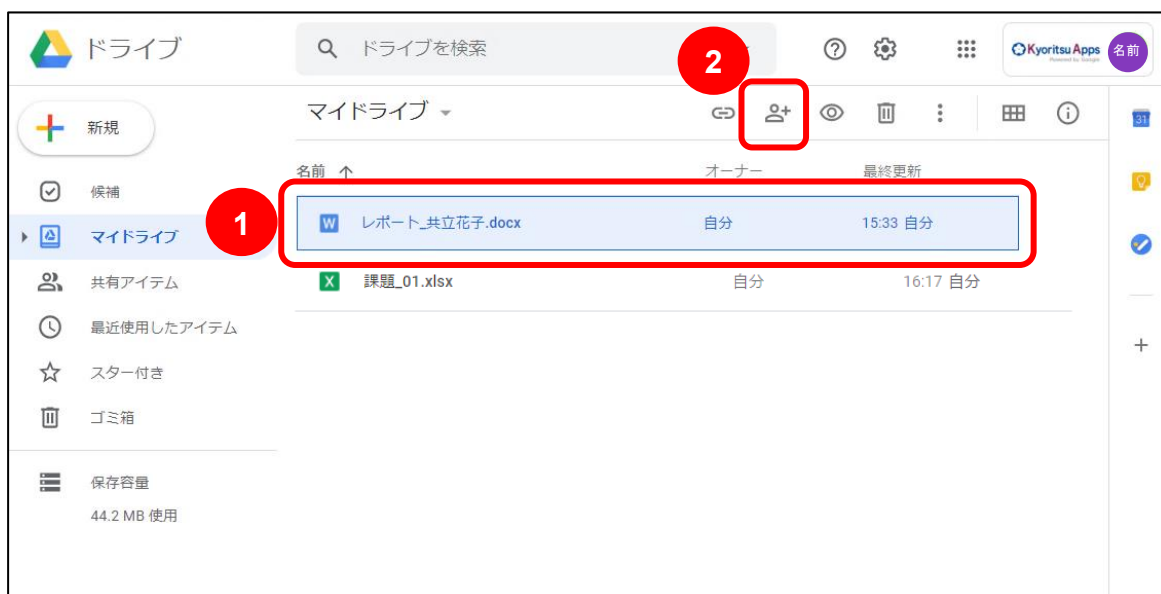 ドライブ
ドライブを検索
2
Kyoritsu Apps
Powered by Google
名前
新規
マイドライブ
31
名前
オーナー
最終更新
候補
1
W レポート_共立花子.docx 自分 15:33 自分
マイドライブ
共有アイテム
X 課題_01.xlsx 自分 16:17 自分
最近使用したアイテム
スター付き
ゴミ箱
保存容量
44.2 MB 使用